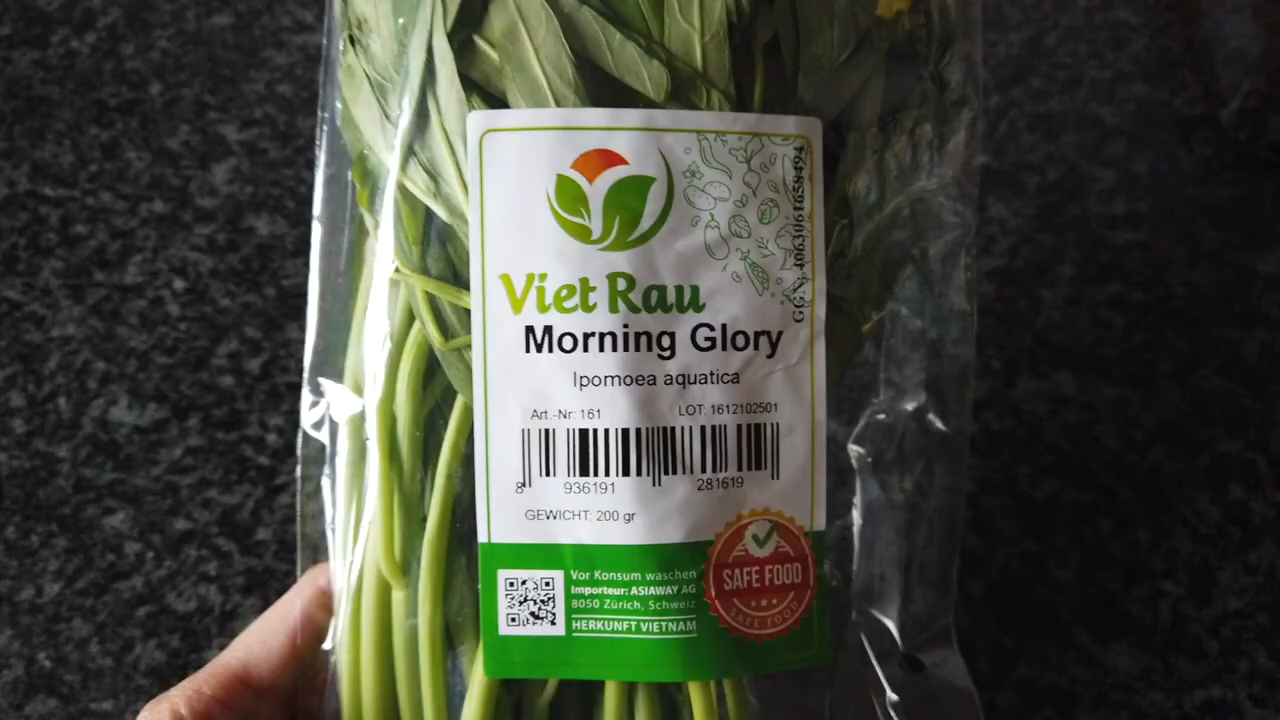 Viet Rau
Morning Glory
Ipomoea aquatica
Art.-Nr: 161
LOT: 1612102501
8 936191 281619
GEWICHT: 200 gr
Vor Konsum waschen
Importeur: ASIAWAY AG
8050 Zürich, Schweiz
HERKUNFT VIETNAM
SAFE FOOD
SAFE FOOD
GGN: 4063061658494